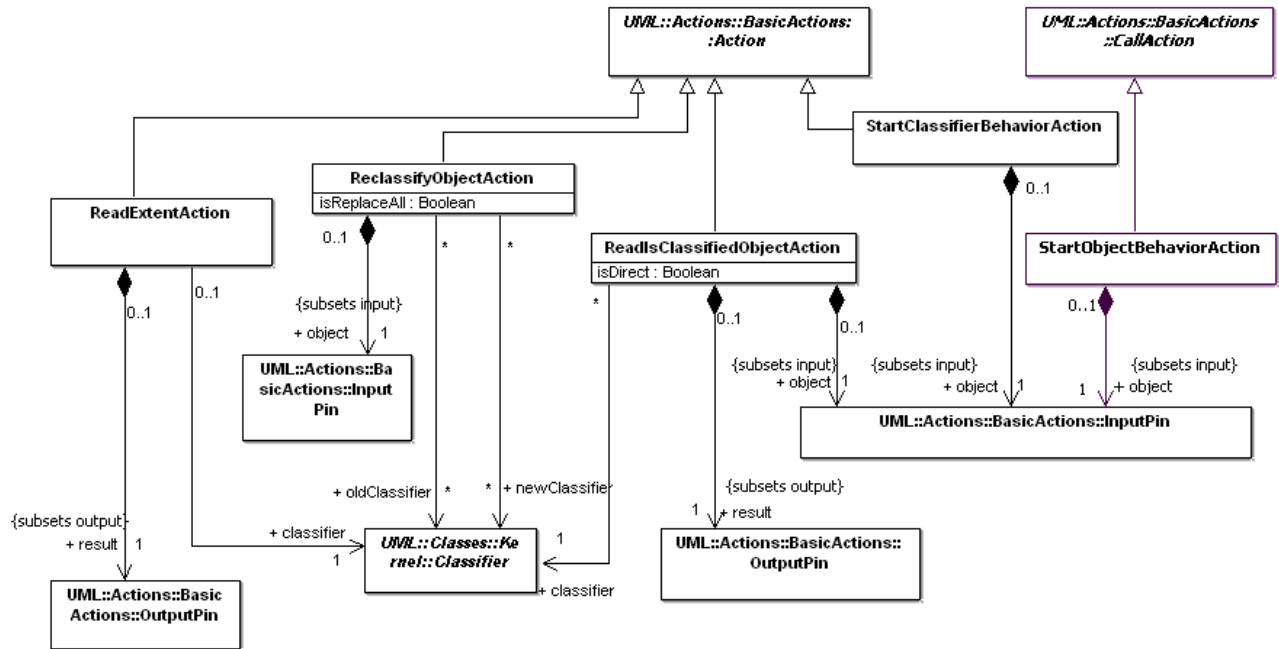 UML::Actions::BasicActions:
:Action
UML::Actions::BasicActions
::CallAction
StartClassifierBehaviorAction
0..1
ReclassifyObjectAction
isReplaceAll : Boolean
0..1
*
*
ReadExtentAction
0..1
0..1
ReadIsClassifiedObjectAction
isDirect : Boolean
*
0..1
0..1
StartObjectBehaviorAction
0..1
{subsets input}
+ object
1
UML::Actions::Ba
sicActions::Input
Pin
{subsets input}
+ object
1
{subsets input}
+ object
1
{subsets input}
1
+ object
UML::Actions::BasicActions::InputPin
+ oldClassifier
*
*
+ newClassifier
{subsets output}
1
+ result
{subsets output}
+ result
1
+ classifier
1
UML::Classes::Ke
rnel::Classifier
1
+ classifier
UML::Actions::BasicActions::
OutputPin
UML::Actions::Basic
Actions::OutputPin